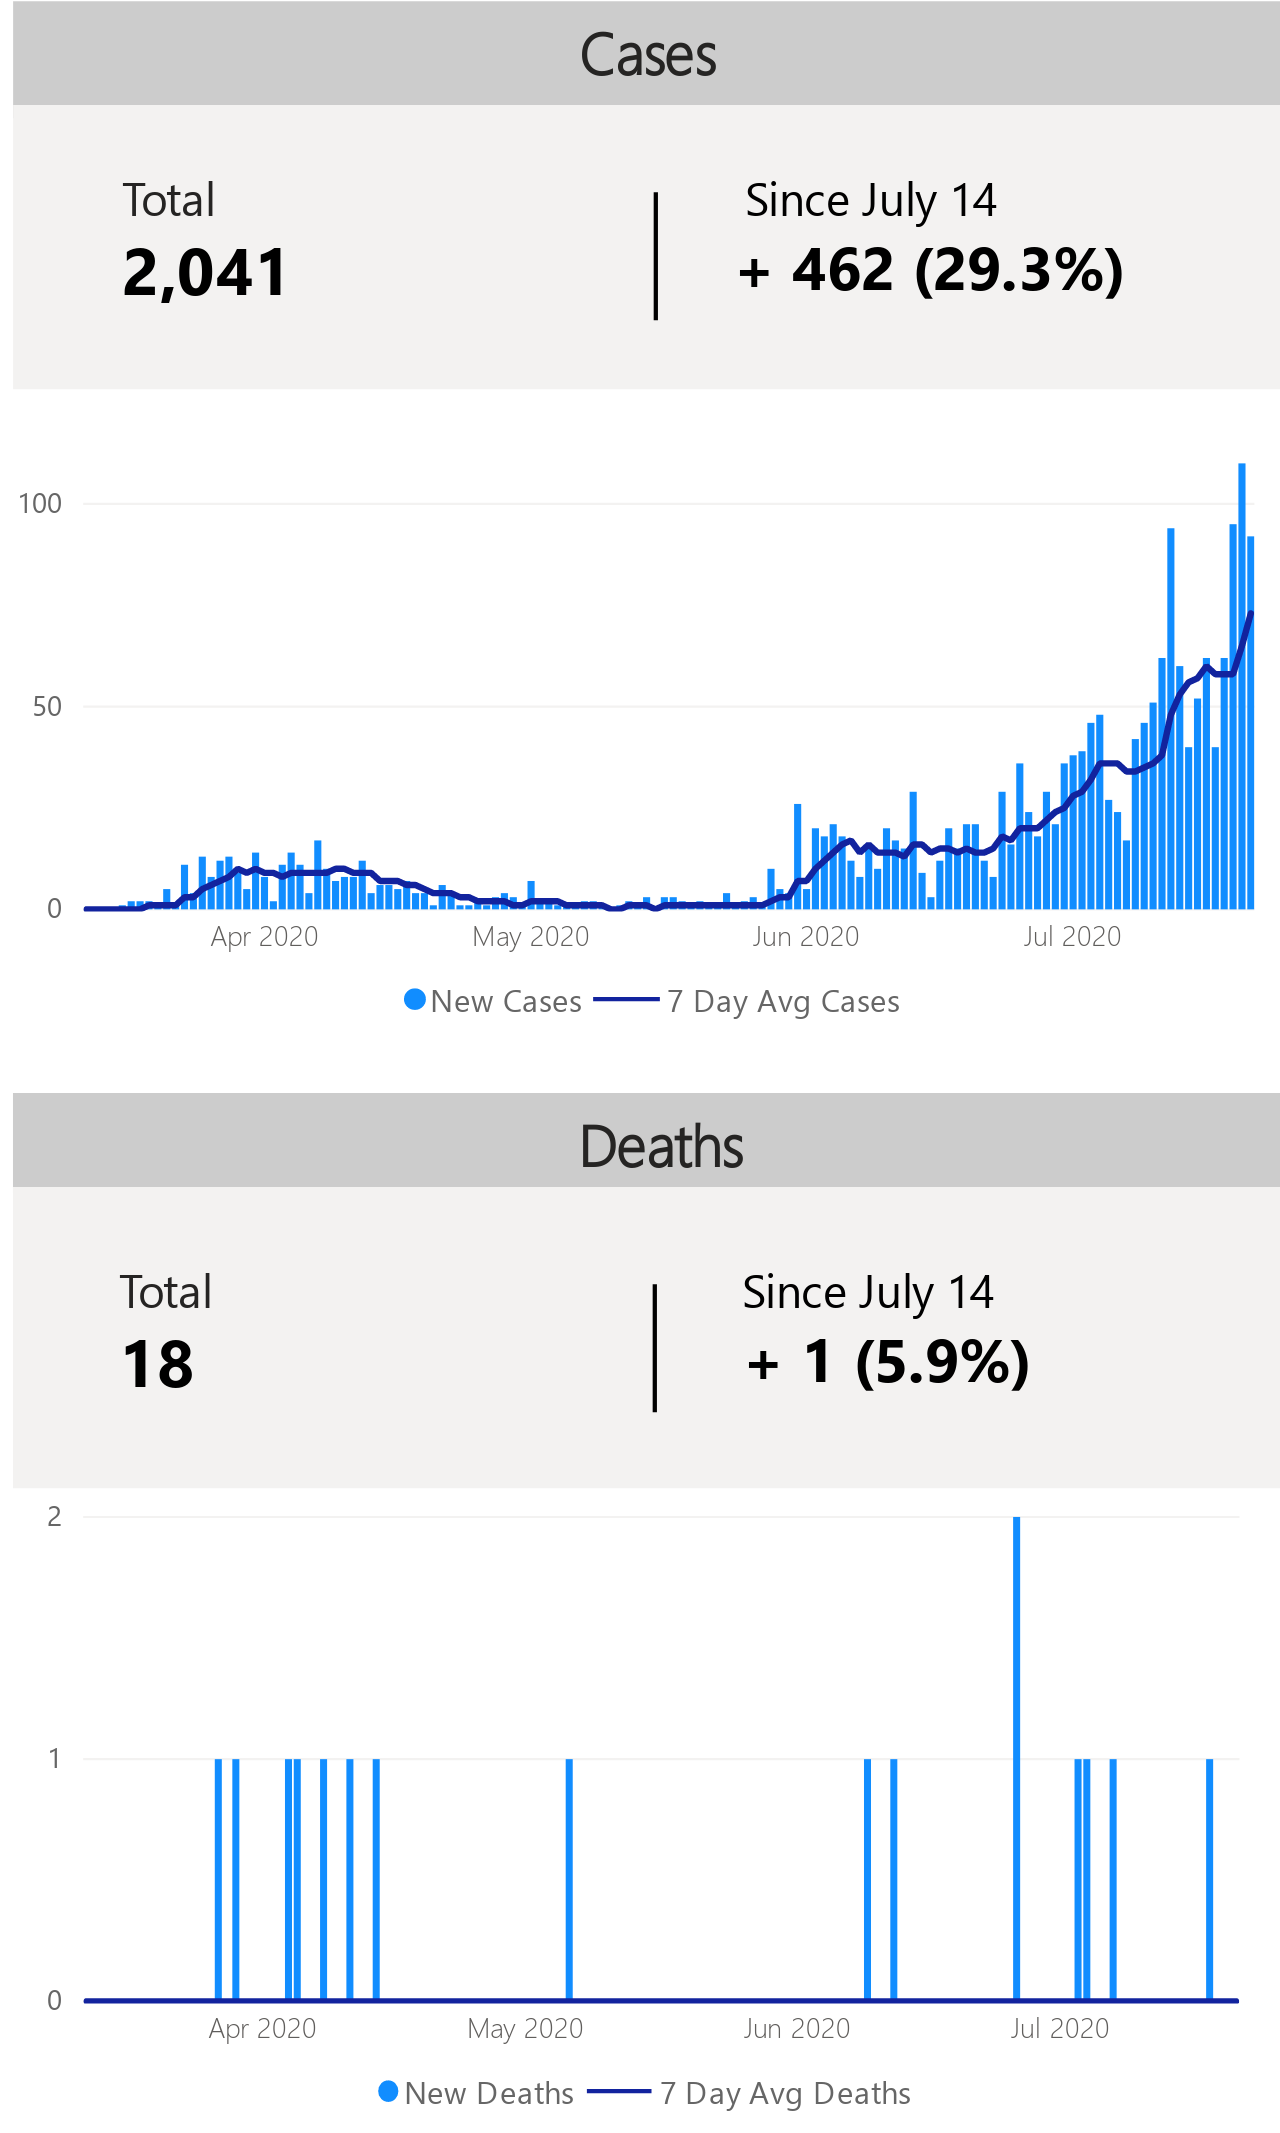 Cases
Total
Since July 14
2,041
+ 462 (29.3%)
100
50
0
Apr 2020 May 2020 Jun 2020 Jul 2020
New Cases 7 Day Avg Cases
Deaths
Total
Since July 14
18
+ 1 (5.9%)
2
1
0
Apr 2020 May 2020 Jun 2020 Jul 2020
New Deaths 7 Day Avg Deaths